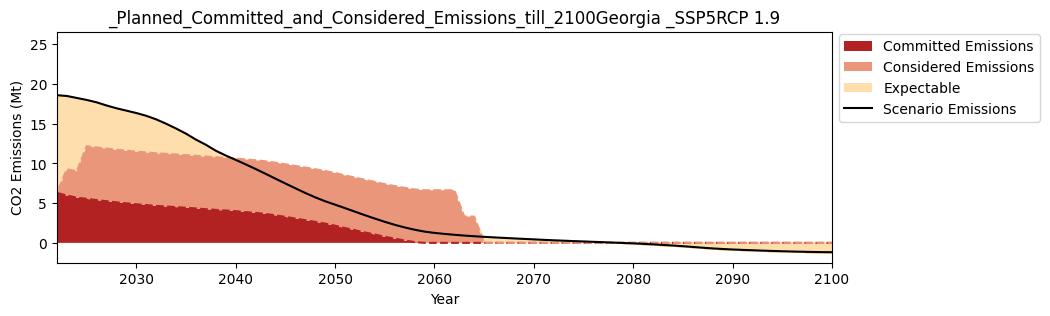 _Planned_Committed_and_Considered_Emissions_till_2100Georgia _SSP5RCP 1.9
25
20
15
10
5
0
CO2 Emissions (Mt)
2030
2040
2050
2060
2070
2080
2090
2100
Year
Committed Emissions
Considered Emissions
Expectable
Scenario Emissions